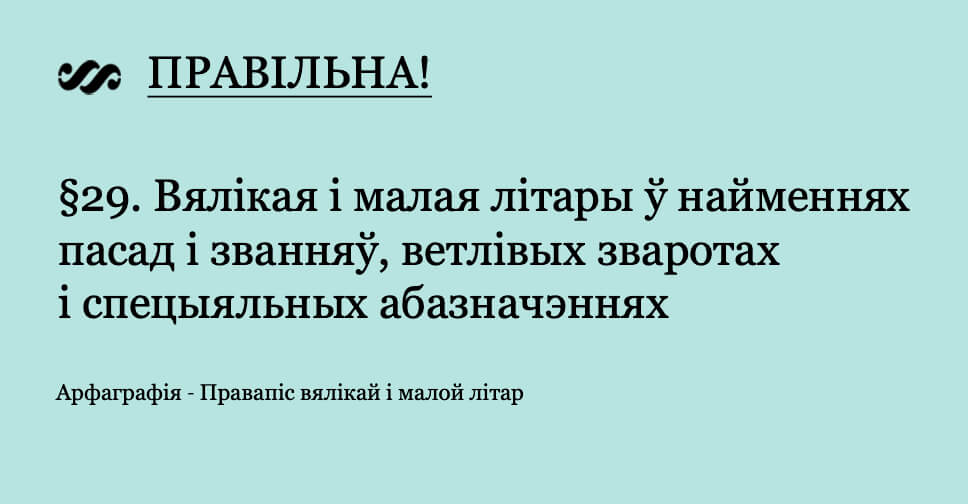 ПРАВІЛЬНА!
§29. Вялікая і малая літары ў найменнях
пасад і званняў, ветлівых зваротах
і спецыяльных абазначэннях
Арфаграфія - Правапіс вялікай і малой літар